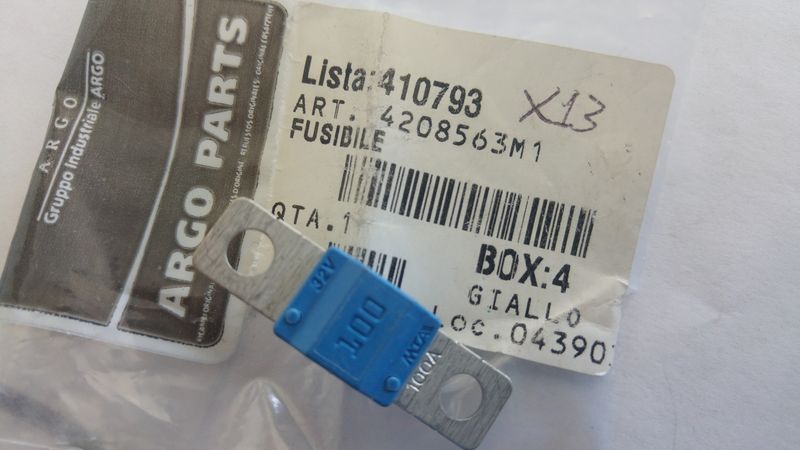 ARGO
Gruppo Industriale ARGO
ARGO PARTS
Lista:410793
X13
ART. 4208563M1
FUSIBILE
QTA.1
BOX:4
GIALLO
Loc.04390
32V
100
MTA
100A